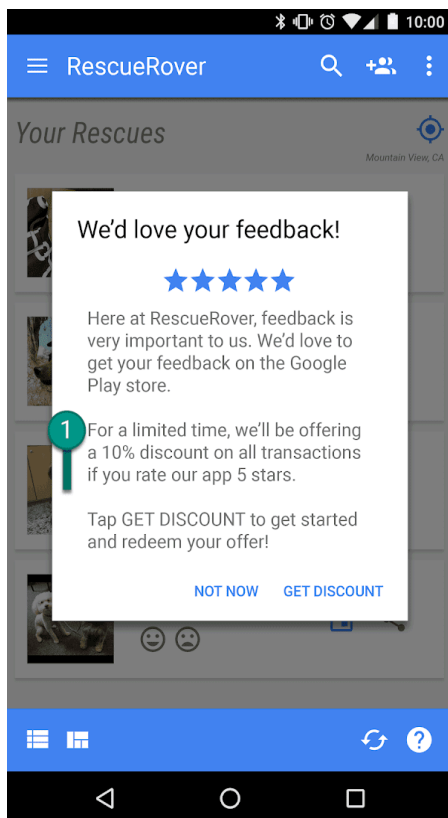 10:00
RescueRover
Your Rescues
Mountain View, CA
We'd love your feedback!
Here at RescueRover, feedback is
very important to us. We'd love to
get your feedback on the Google
Play store.
1
For a limited time, we'll be offering
a 10% discount on all transactions
if you rate our app 5 stars.
Tap GET DISCOUNT to get started
and redeem your offer!
NOT NOW GET DISCOUNT